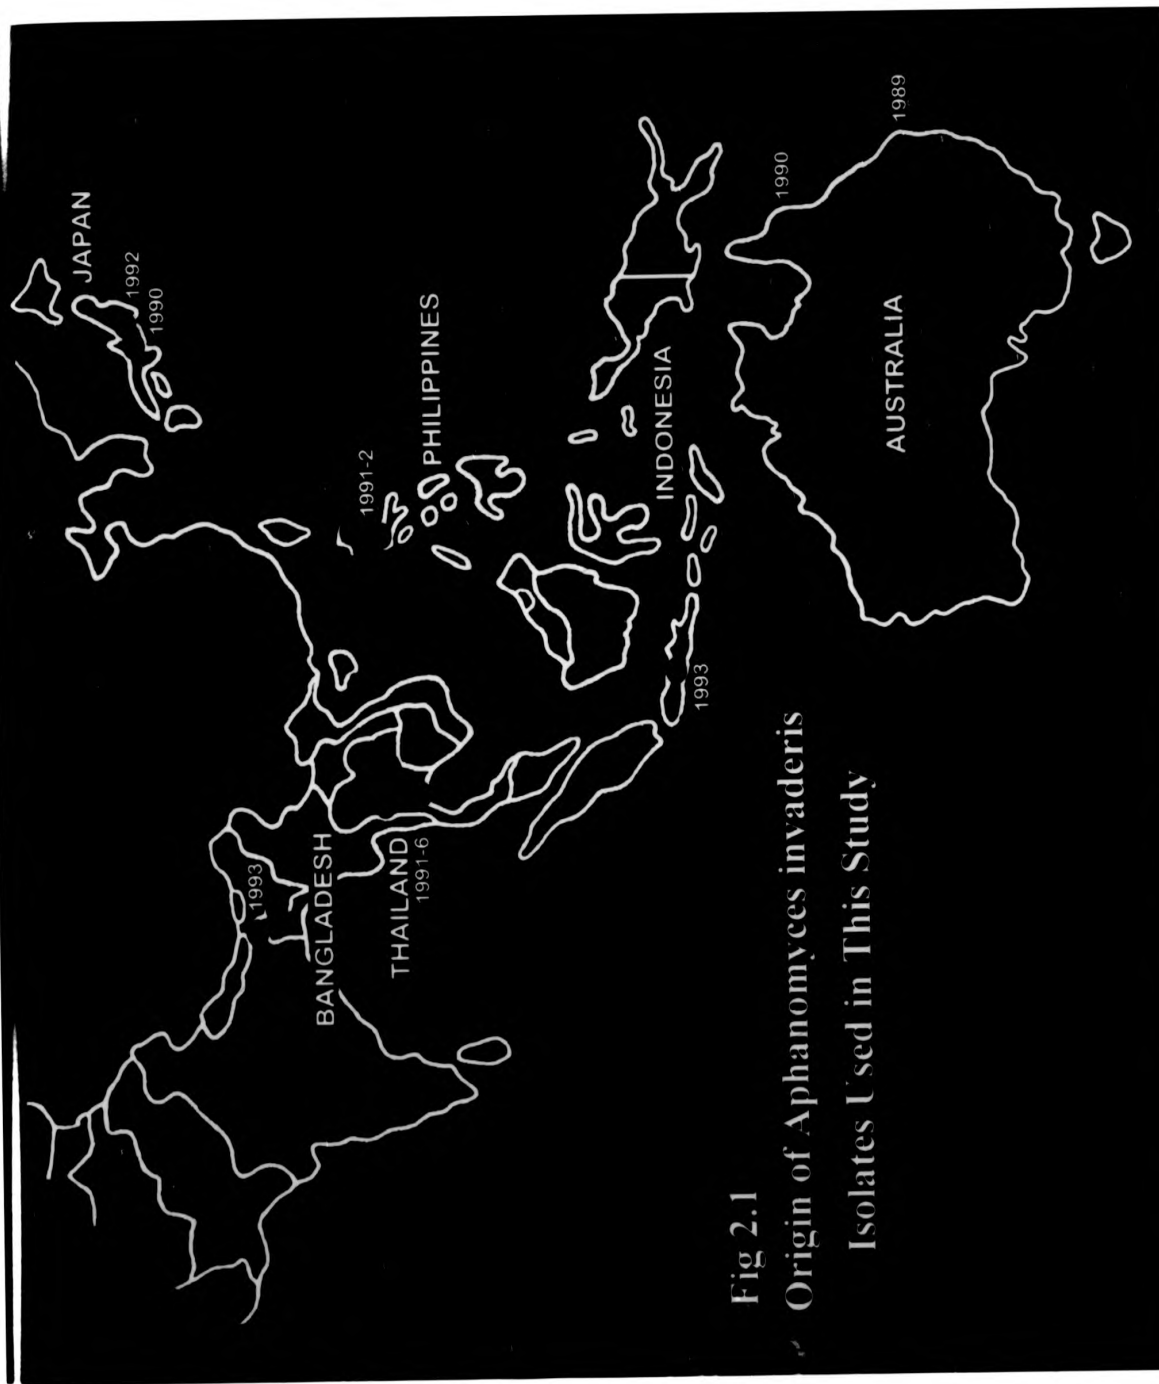 JAPAN
1992
1990
1993
BANGLADESH
THAILAND
1991-6
1991-2
PHILIPPINES
INDONESIA
1993
1990
1989
AUSTRALIA
Fig 2.1
Origin of Aphanomyces invaderis
Isolates Used in This Study